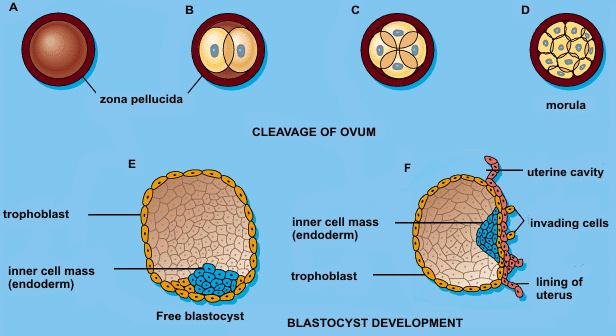 A
B
C
D
zona pellucida
morula
CLEAVAGE OF OVUM
E
F
uterine cavity
trophoblast
inner cell mass
(endoderm)
invading cells
inner cell mass
(endoderm)
trophoblast
lining of
uterus
Free blastocyst
BLASTOCYST DEVELOPMENT